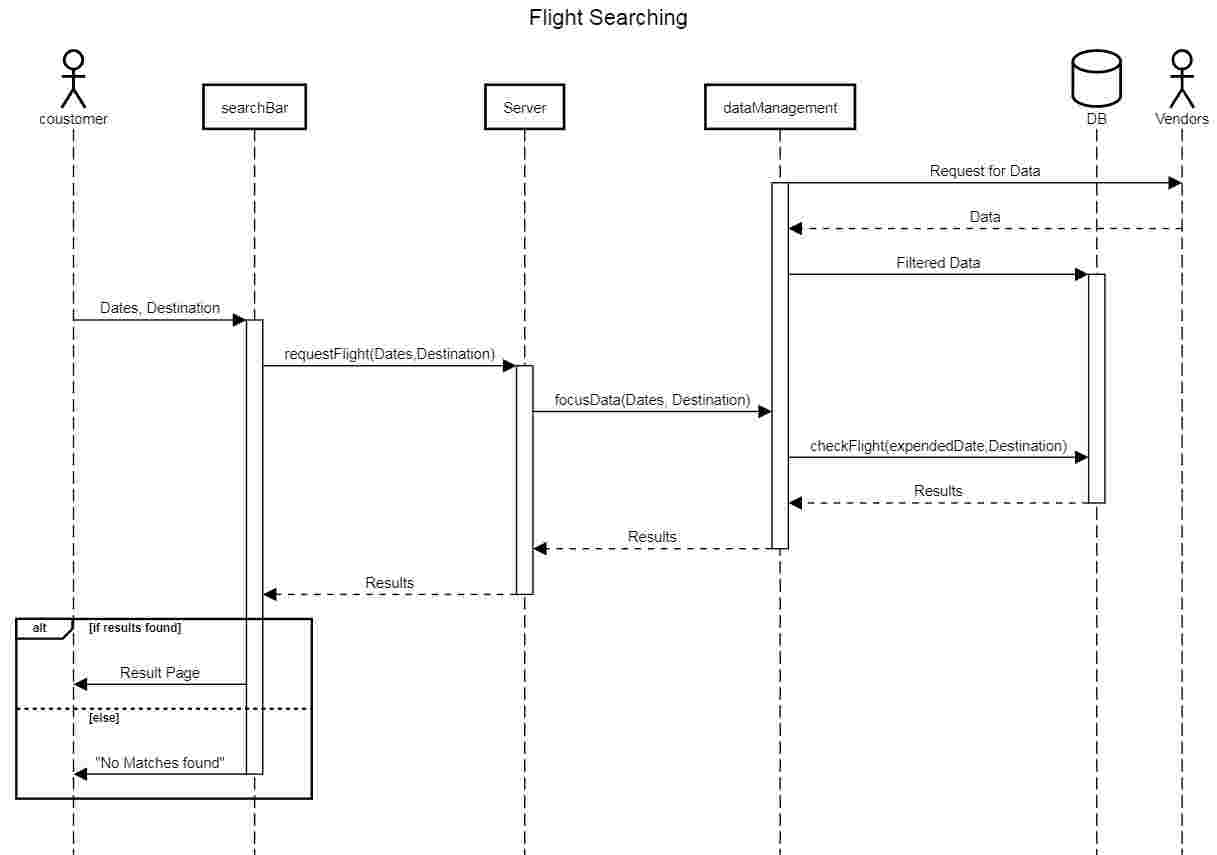 Flight Searching
coustomer
searchBar
Server
dataManagement
DB
Vendors
Request for Data
Data
Filtered Data
Dates, Destination
requestFlight(Dates,Destination)
focusData(Dates, Destination)
checkFlight(expendedDate,Destination)
Results
Results
Results
alt
[if results found]
Result Page
[else]
"No Matches found"